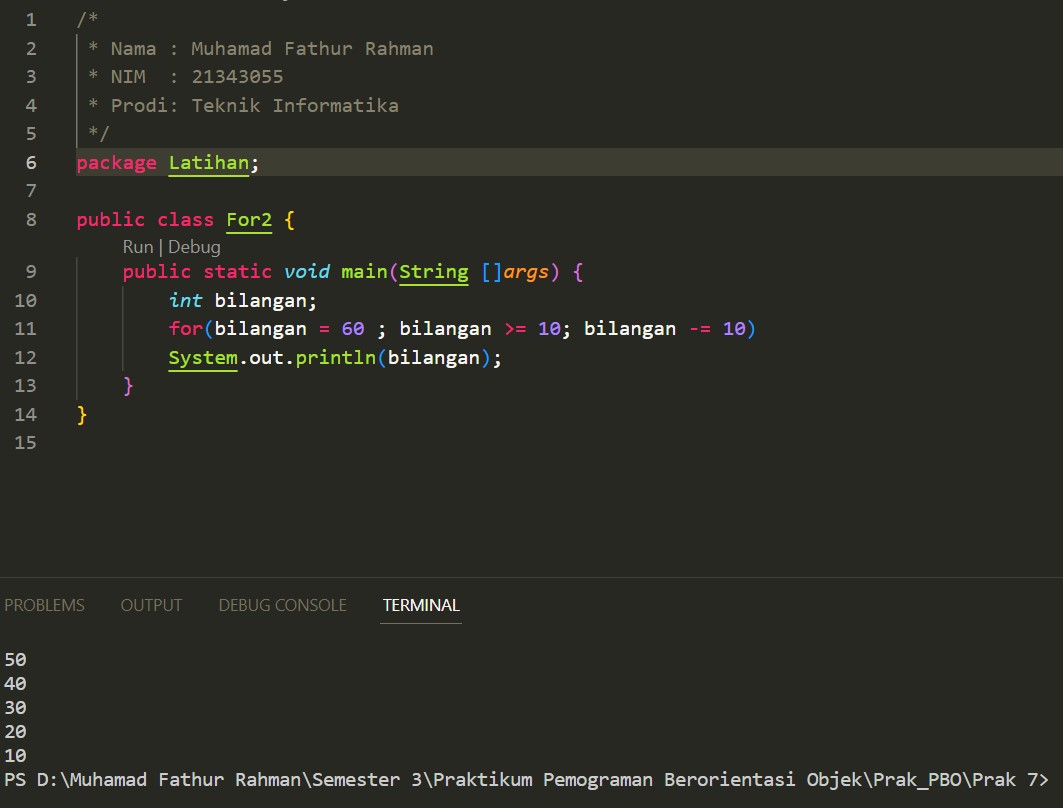 1 /*
2 * Nama : Muhamad Fathur Rahman
3 * NIM  : 21343055
4 * Prodi: Teknik Informatika
5 */
6 package Latihan;
7
8 public class For2 {
Run | Debug
9 public static void main(String []args) {
10 int bilangan;
11 for(bilangan = 60 ; bilangan >= 10; bilangan -= 10)
12 System.out.println(bilangan);
13 }
14 }
15
PROBLEMS OUTPUT DEBUG CONSOLE TERMINAL
50
40
30
20
10
PS D:\Muhamad Fathur Rahman\Semester 3\Praktikum Pemograman Berorientasi Objek\Prak_PBO\Prak 7>